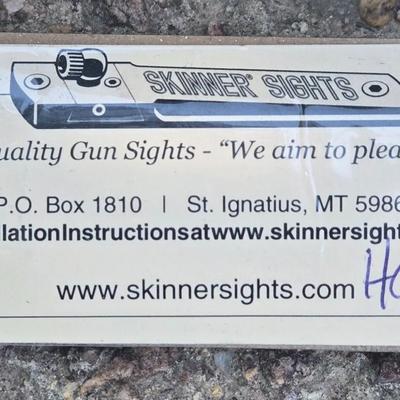 SKINNER® SIGHTS
uality Gun Sights - "We aim to plea
P.O. Box 1810 | St. Ignatius, MT 5986
llationInstructionsatwww.skinnersight
www.skinnersights.com